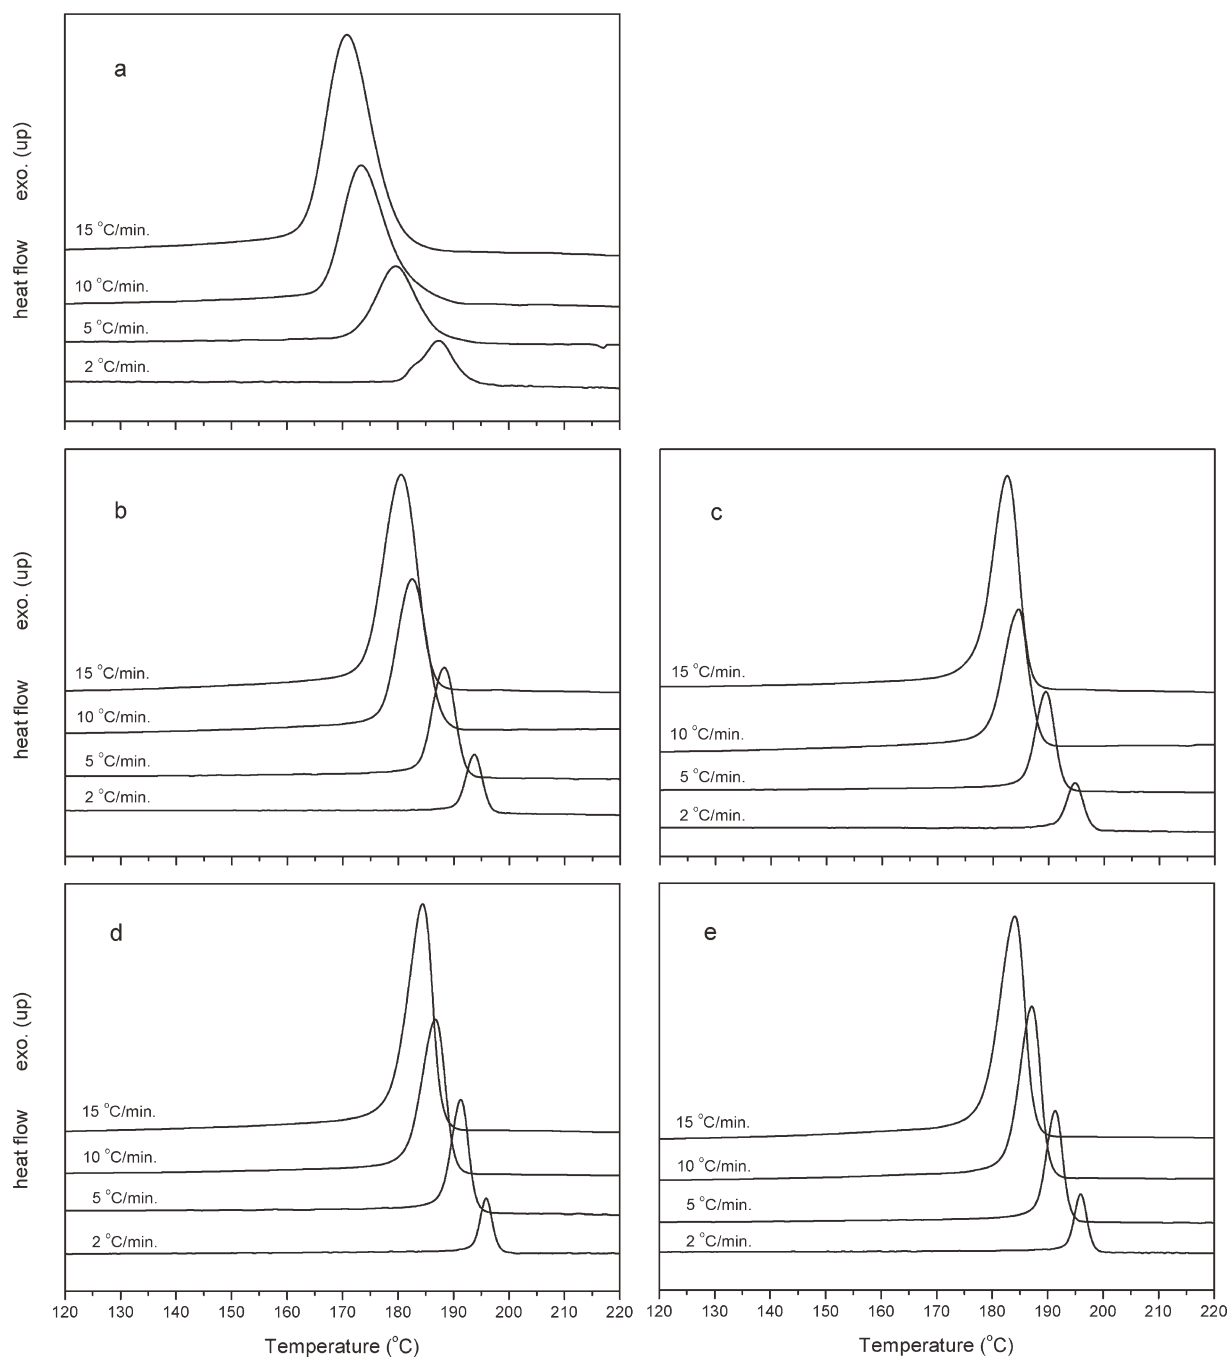 a
heat flow exo. (up)
15 °C/min.
10 °C/min.
5 °C/min.
2 °C/min.
b
heat flow exo. (up)
15 °C/min.
10 °C/min.
5 °C/min.
2 °C/min.
c
15 °C/min.
10 °C/min.
5 °C/min.
2 °C/min.
d
heat flow exo. (up)
15 °C/min.
10 °C/min.
5 °C/min.
2 °C/min.
120 130 140 150 160 170 180 190 200 210 220
Temperature (°C)
e
15 °C/min.
10 °C/min.
5 °C/min.
2 °C/min.
120 130 140 150 160 170 180 190 200 210 220
Temperature (°C)